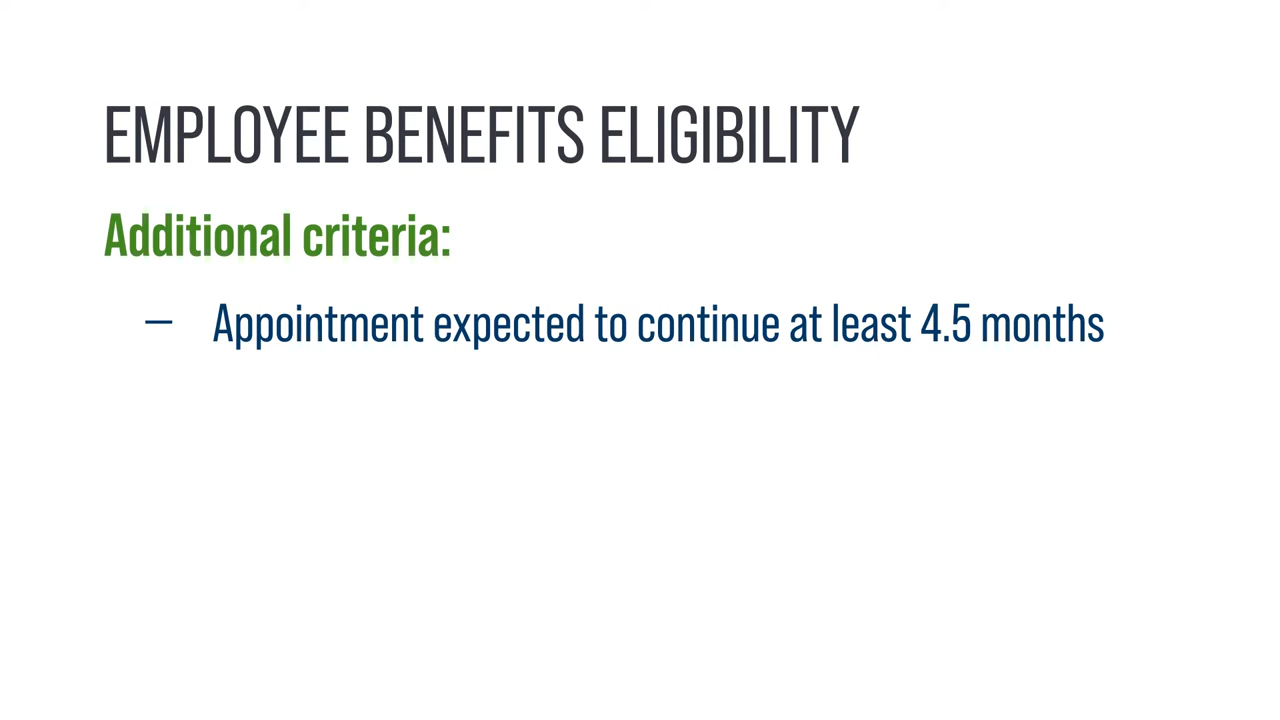 EMPLOYEE BENEFITS ELIGIBILITY
Additional criteria:
– Appointment expected to continue at least 4.5 months